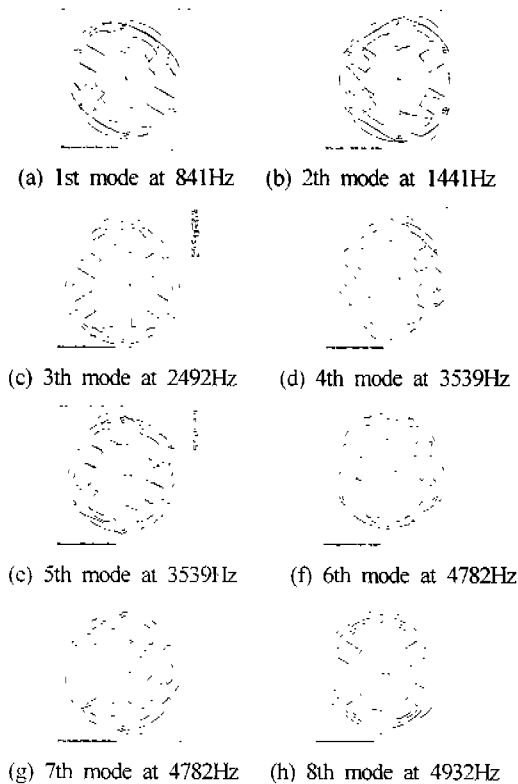 (a) 1st mode at 841Hz
(b) 2th mode at 1441Hz
(c) 3th mode at 2492Hz
(d) 4th mode at 3539Hz
(e) 5th mode at 3539Hz
(f) 6th mode at 4782Hz
(g) 7th mode at 4782Hz
(h) 8th mode at 4932Hz